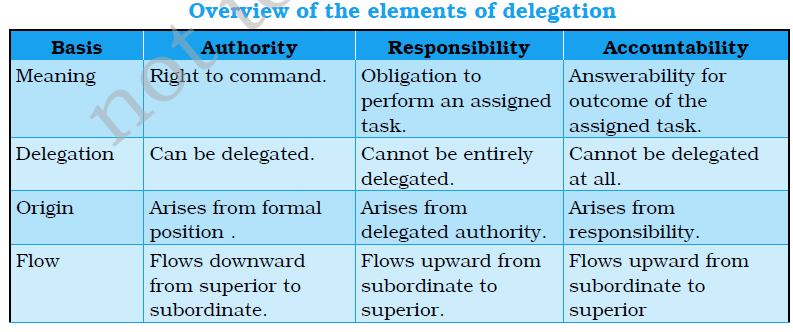 Overview of the elements of delegation
Basis Authority Responsibility Accountability
Meaning Right to command. Obligation to Answerability for
perform an assigned outcome of the
task. assigned task.
Delegation Can be delegated. Cannot be entirely Cannot be delegated
delegated. at all.
Origin Arises from formal Arises from Arises from
position . delegated authority. responsibility.
Flow Flows downward Flows upward from Flows upward from
from superior to subordinate to subordinate to
subordinate. superior. superior
not to